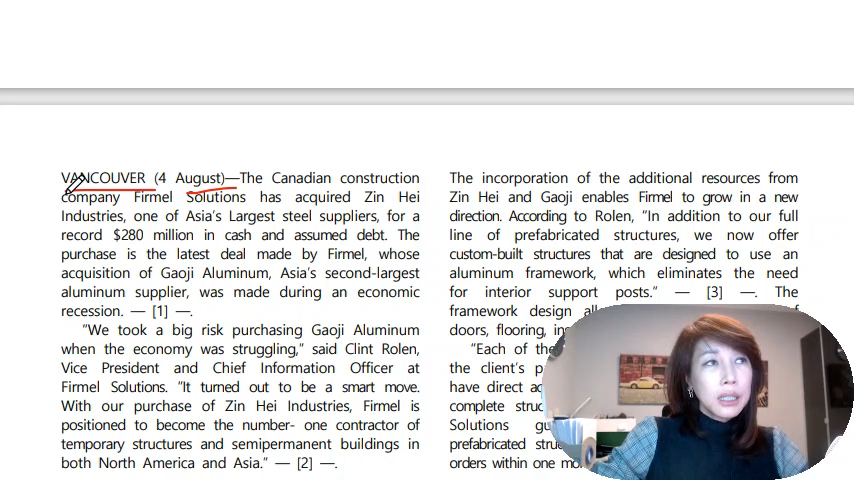 VANCOUVER (4 August)—The Canadian construction
company Firmel Solutions has acquired Zin Hei
Industries, one of Asia's Largest steel suppliers, for a
record $280 million in cash and assumed debt. The
purchase is the latest deal made by Firmel, whose
acquisition of Gaoji Aluminum, Asia's second-largest
aluminum supplier, was made during an economic
recession. — [1] —.
"We took a big risk purchasing Gaoji Aluminum
when the economy was struggling," said Clint Rolen,
Vice President and Chief Information Officer at
Firmel Solutions. "It turned out to be a smart move.
With our purchase of Zin Hei Industries, Firmel is
positioned to become the number- one contractor of
temporary structures and semipermanent buildings in
both North America and Asia." — [2] —.
The incorporation of the additional resources from
Zin Hei and Gaoji enables Firmel to grow in a new
direction. According to Rolen, "In addition to our full
line of prefabricated structures, we now offer
custom-built structures that are designed to use an
aluminum framework, which eliminates the need
for interior support posts." — [3] —. The
framework design
doors, flooring,
"Each of
the client's
have direct
complete
Solutions
prefabricated
orders within one